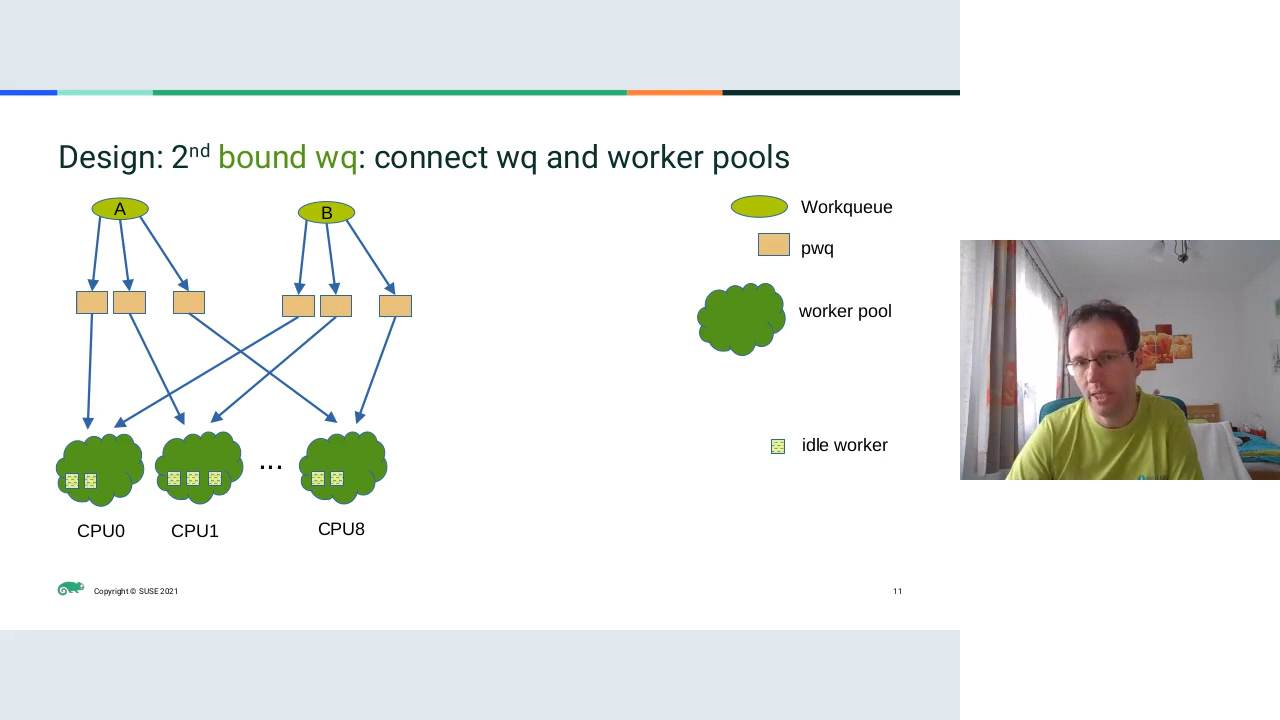 Design: 2nd bound wq: connect wq and worker pools
A
B
Workqueue
pwq
worker pool
idle worker
...
CPU0
CPU1
CPU8
Copyright © SUSE 2021
11